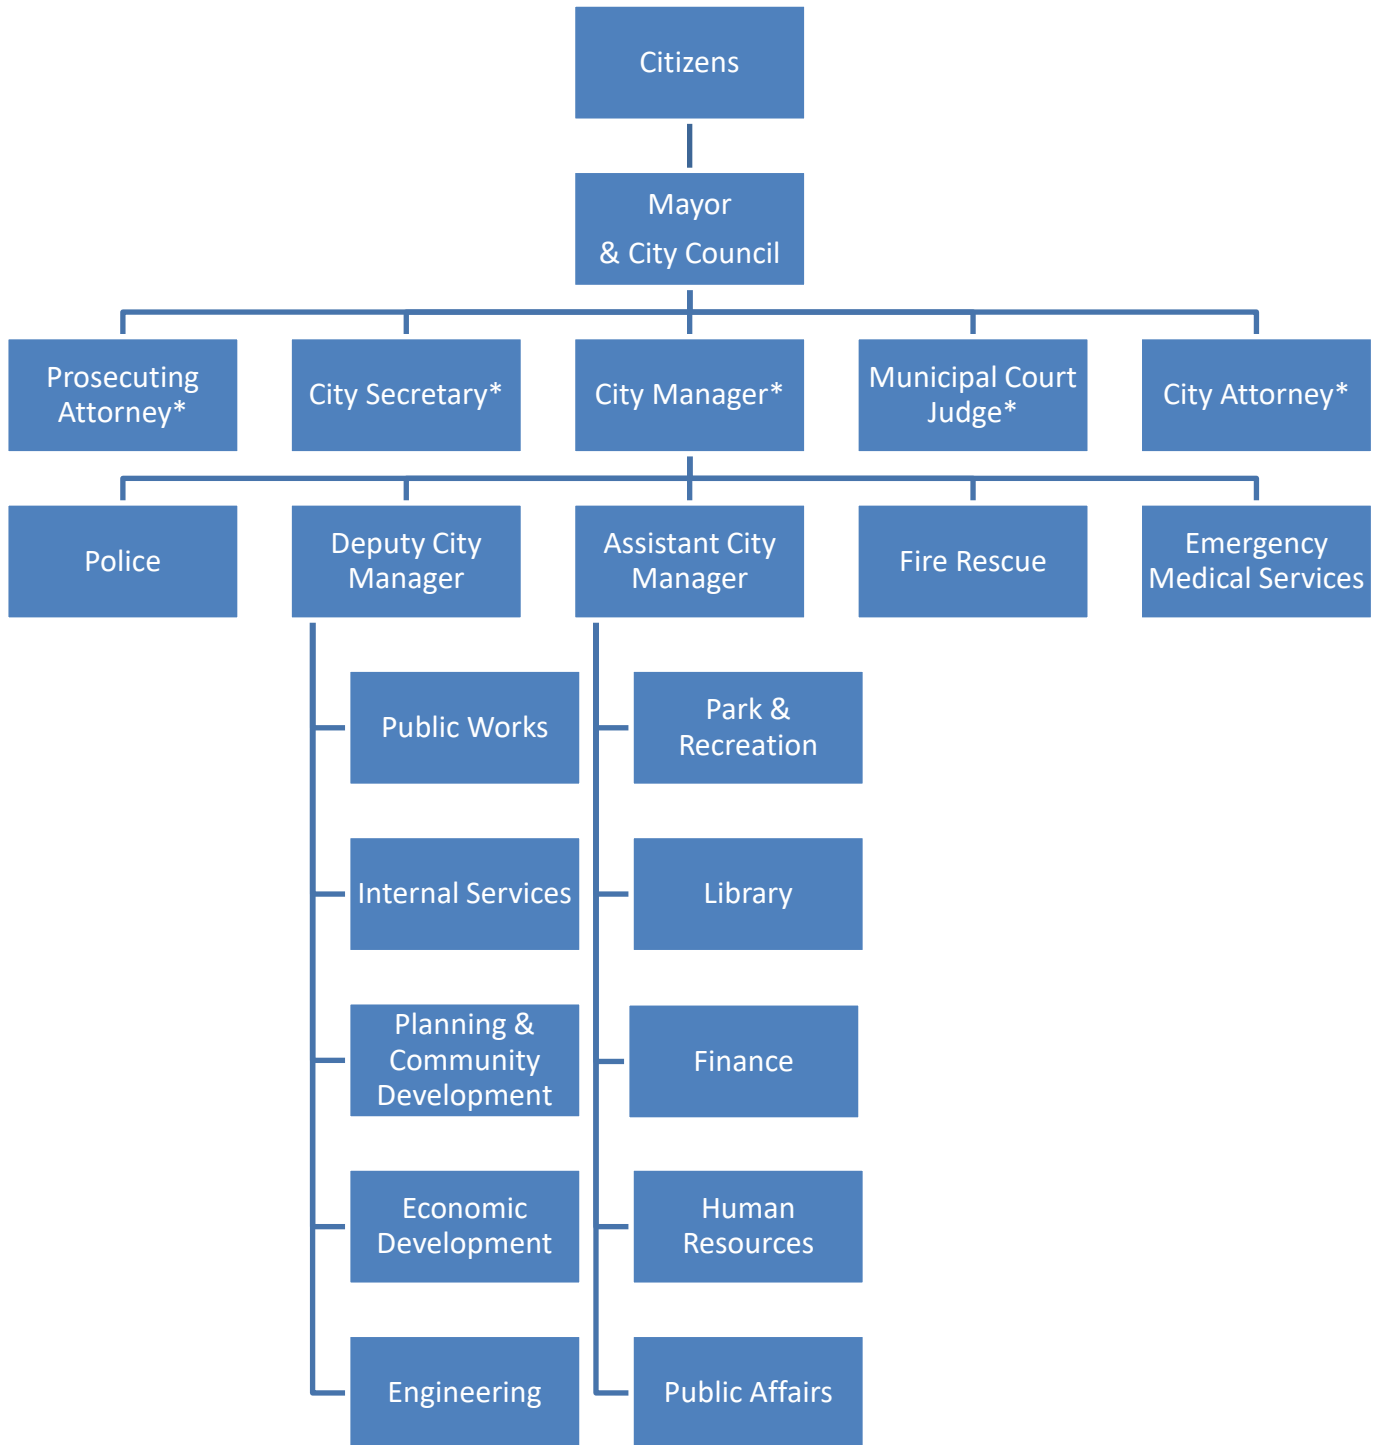 Citizens
Mayor
& City Council
Prosecuting
Attorney*
City Secretary*
City Manager*
Municipal Court
Judge*
City Attorney*
Police
Deputy City
Manager
Assistant City
Manager
Fire Rescue
Emergency
Medical Services
Public Works
Park &
Recreation
Internal Services
Library
Planning &
Community
Development
Finance
Economic
Development
Human
Resources
Engineering
Public Affairs